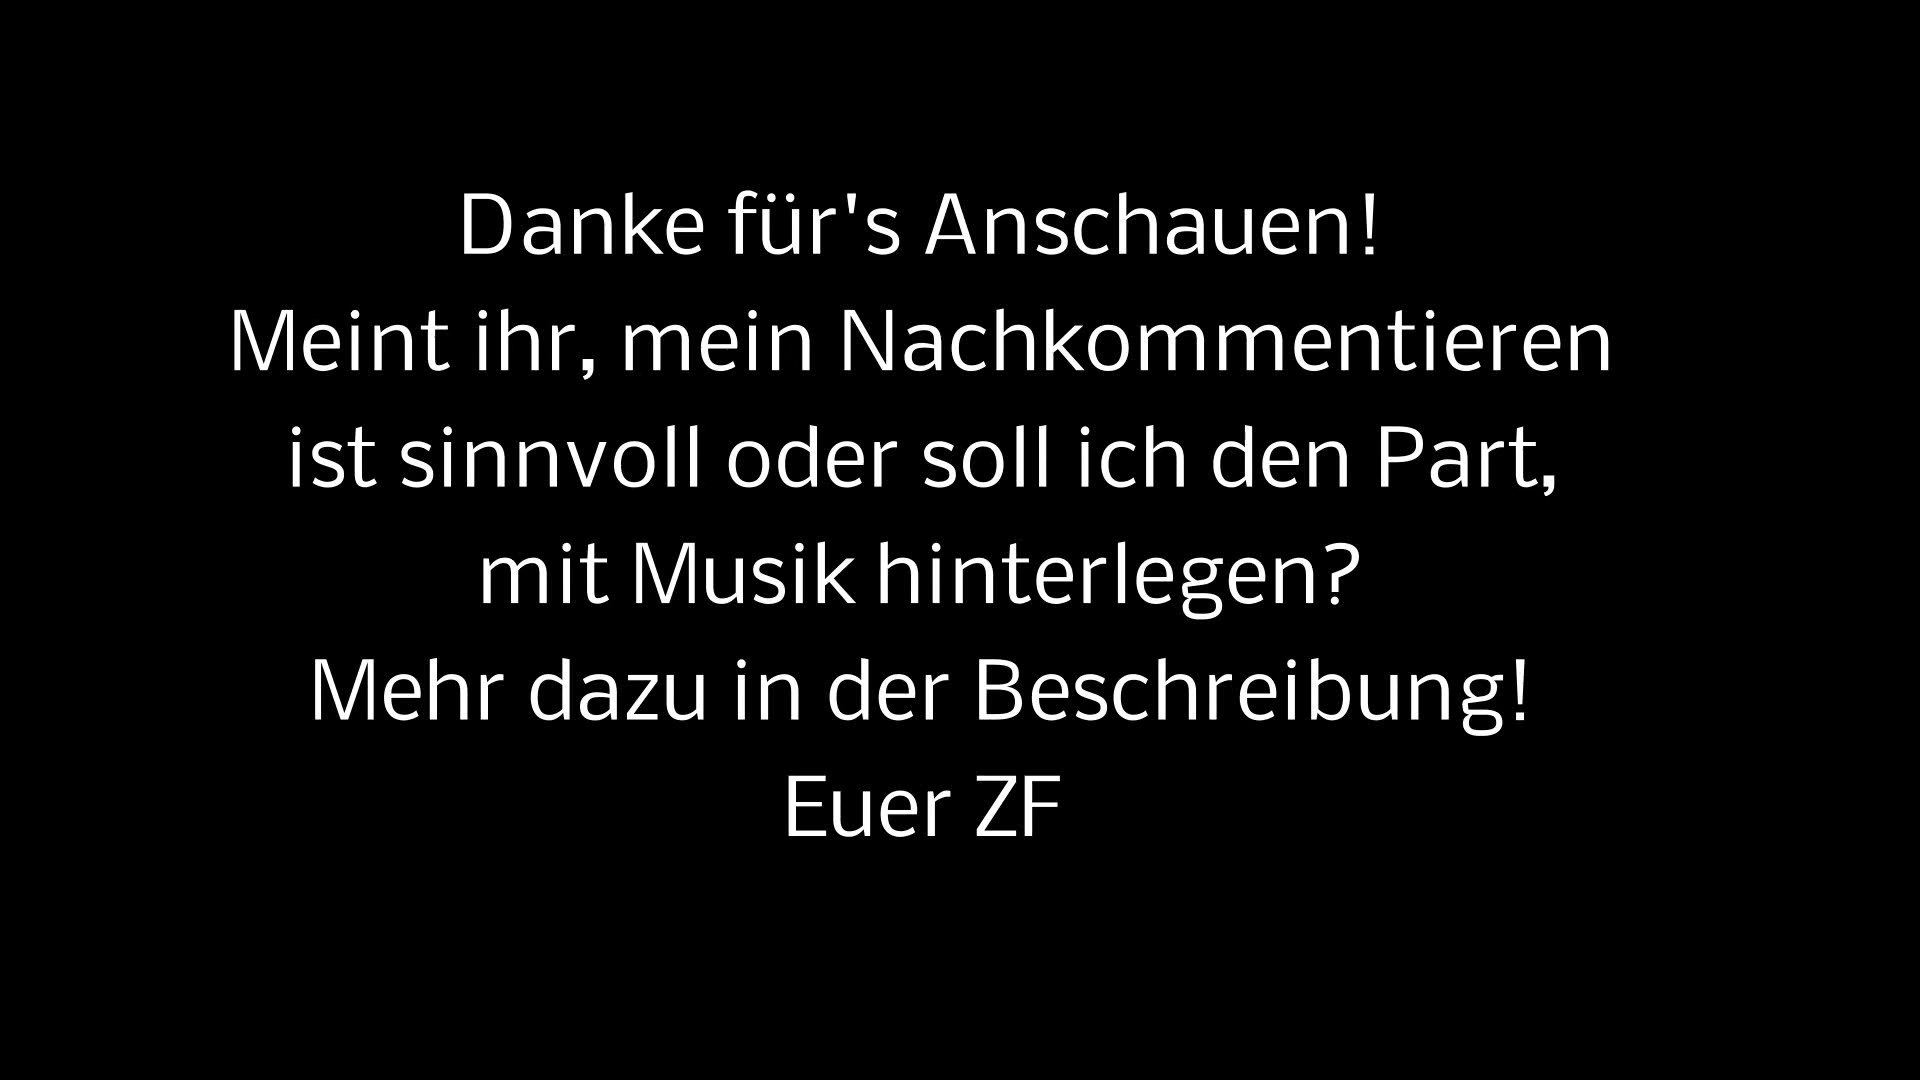 Danke für's Anschauen!
Meint ihr, mein Nachkommentieren
ist sinnvoll oder soll ich den Part,
mit Musik hinterlegen?
Mehr dazu in der Beschreibung!
Euer ZF